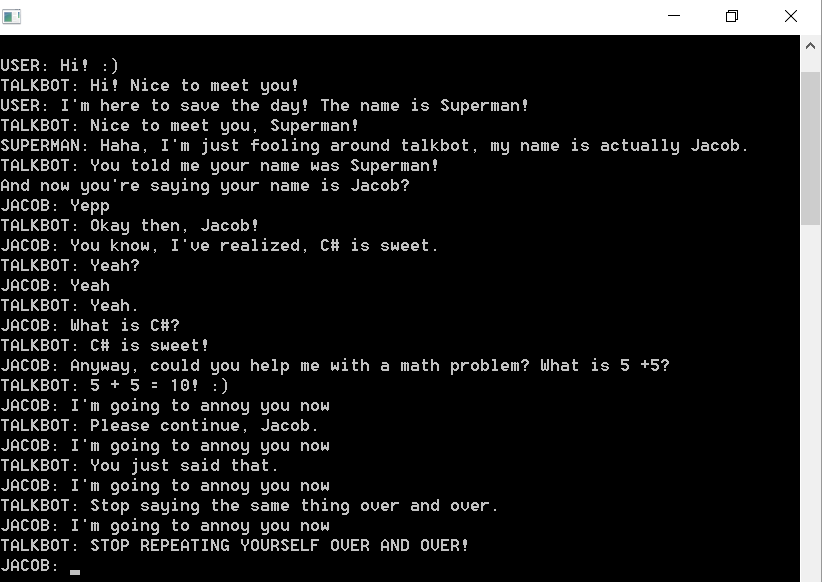 USER: Hi! :)
TALKBOT: Hi! Nice to meet you!
USER: I'm here to save the day! The name is Superman!
TALKBOT: Nice to meet you, Superman!
SUPERMAN: Haha, I'm just fooling around talkbot, my name is actually Jacob.
TALKBOT: You told me your name was Superman!
And now you're saying your name is Jacob?
JACOB: Yepp
TALKBOT: Okay then, Jacob!
JACOB: You know, I've realized, C# is sweet.
TALKBOT: Yeah?
JACOB: Yeah
TALKBOT: Yeah.
JACOB: What is C#?
TALKBOT: C# is sweet!
JACOB: Anyway, could you help me with a math problem? What is 5 +5?
TALKBOT: 5 + 5 = 10! :)
JACOB: I'm going to annoy you now
TALKBOT: Please continue, Jacob.
JACOB: I'm going to annoy you now
TALKBOT: You just said that.
JACOB: I'm going to annoy you now
TALKBOT: Stop saying the same thing over and over.
JACOB: I'm going to annoy you now
TALKBOT: STOP REPEATING YOURSELF OVER AND OVER!
JACOB: _